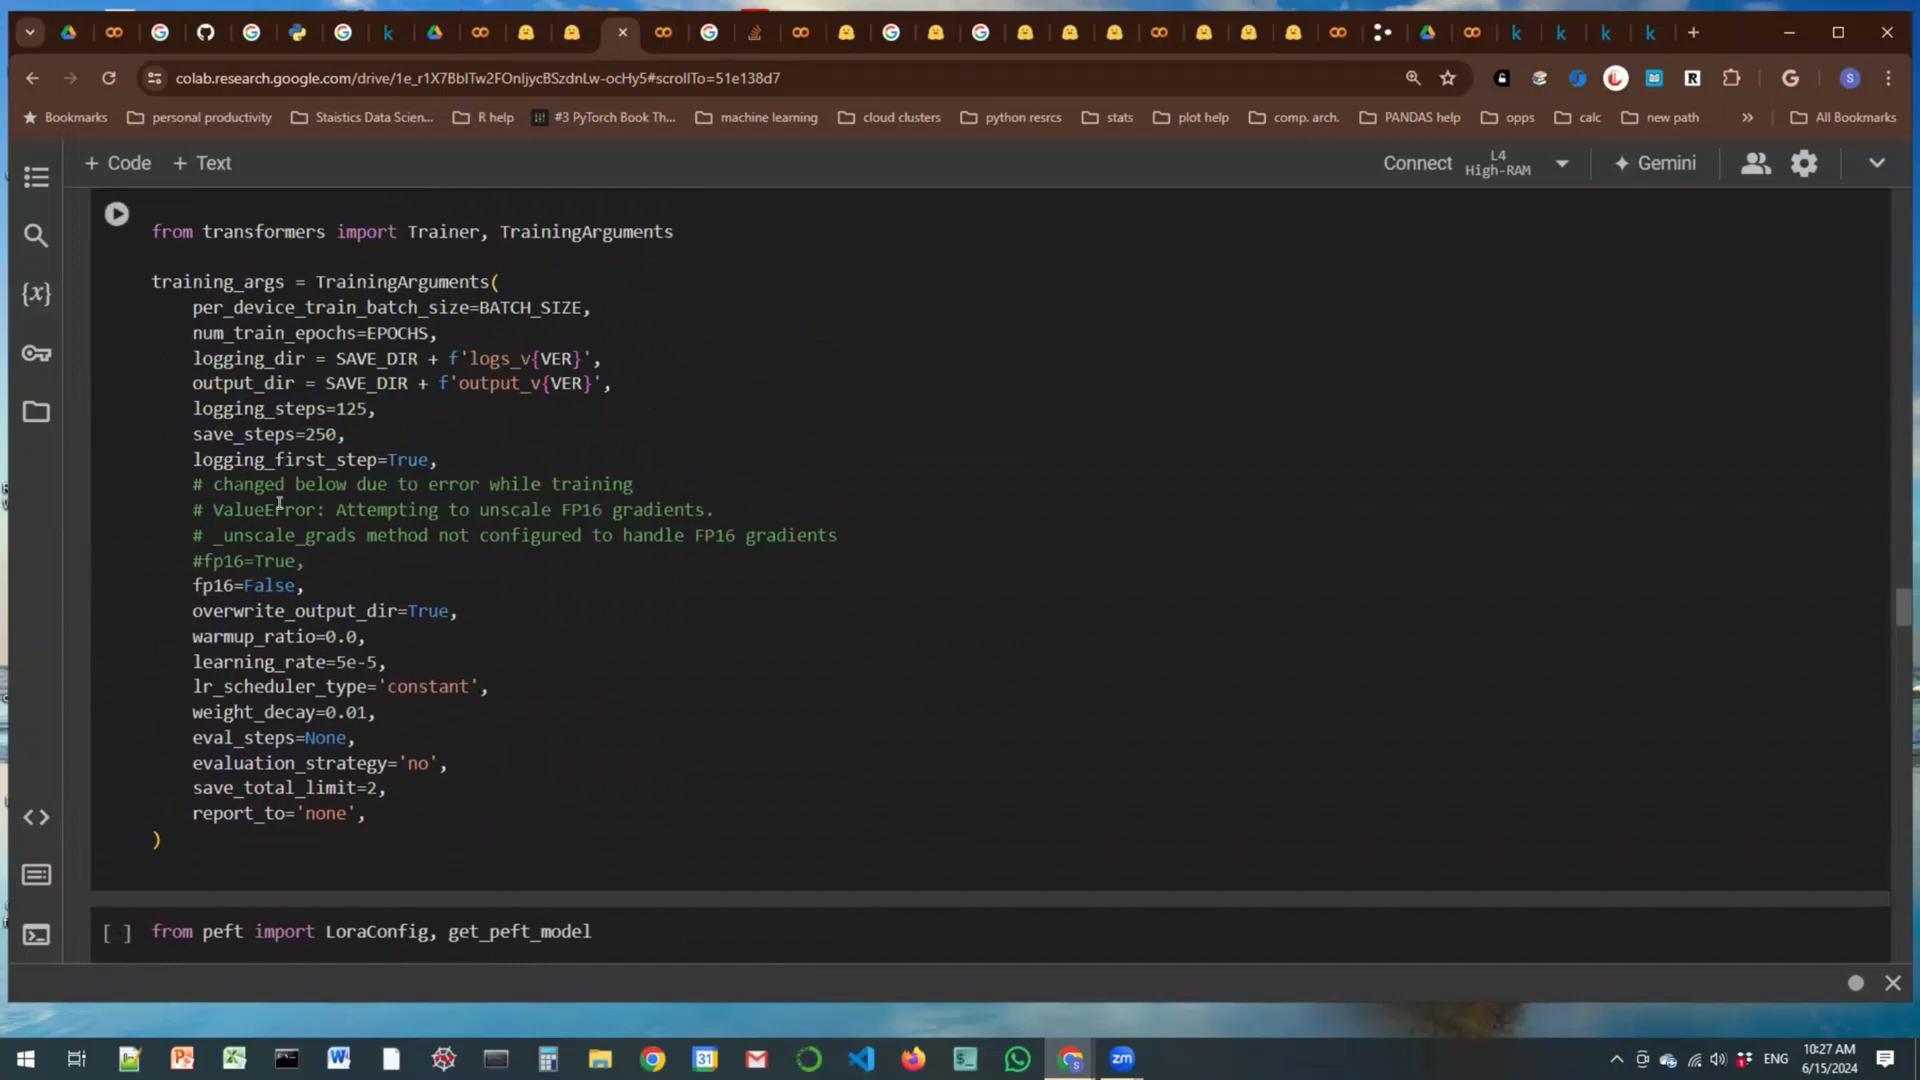 colab.research.google.com/drive/1e_r1X7BbITw2FOnIjycBSzdnLw-ocHy5#scrollTo=51e138d7
Bookmarks personal productivity Staistics Data Scien... R help #3 PyTorch Book Th... machine learning cloud clusters python resrcs stats plot help comp. arch. PANDAS help opps calc new path » All Bookmarks
+ Code + Text Connect L4 High-RAM Gemini
from transformers import Trainer, TrainingArguments
training_args = TrainingArguments(
per_device_train_batch_size=BATCH_SIZE,
num_train_epochs=EPOCHS,
logging_dir = SAVE_DIR + f'logs_v{VER}',
output_dir = SAVE_DIR + f'output_v{VER}',
logging_steps=125,
save_steps=250,
logging_first_step=True,
# changed below due to error while training
# ValueError: Attempting to unscale FP16 gradients.
# _unscale_grads method not configured to handle FP16 gradients
#fp16=True,
fp16=False,
overwrite_output_dir=True,
warmup_ratio=0.0,
learning_rate=5e-5,
lr_scheduler_type='constant',
weight_decay=0.01,
eval_steps=None,
evaluation_strategy='no',
save_total_limit=2,
report_to='none',
)
[ ] from peft import LoraConfig, get_peft_model
ENG
10:27 AM
6/15/2024